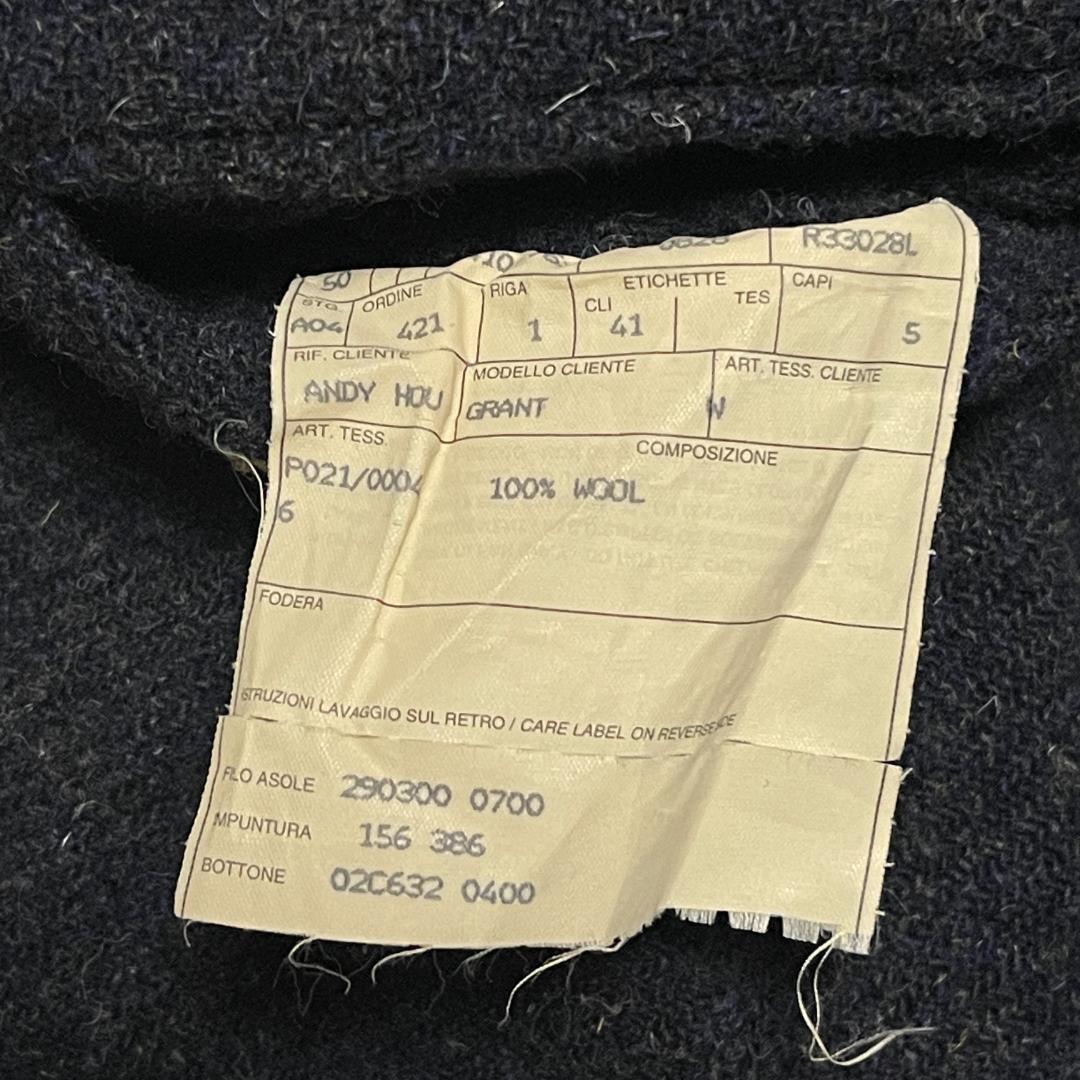 50 R33028L
STG. ORDINE RIGA ETICHETTE CAPI
CLI TES
A04 421 1 41 5
RIF. CLIENTE MODELLO CLIENTE ART. TESS. CLIENTE
ANDY HOU GRANT W
ART. TESS. COMPOSIZIONE
P021/0004 100% WOOL
6
FODERA
ISTRUZIONI LAVAGGIO SUL RETRO / CARE LABEL ON REVERSE SIDE
FILO ASOLE 290300 0700
MPUNTURA 156 386
BOTTONE 02C632 0400